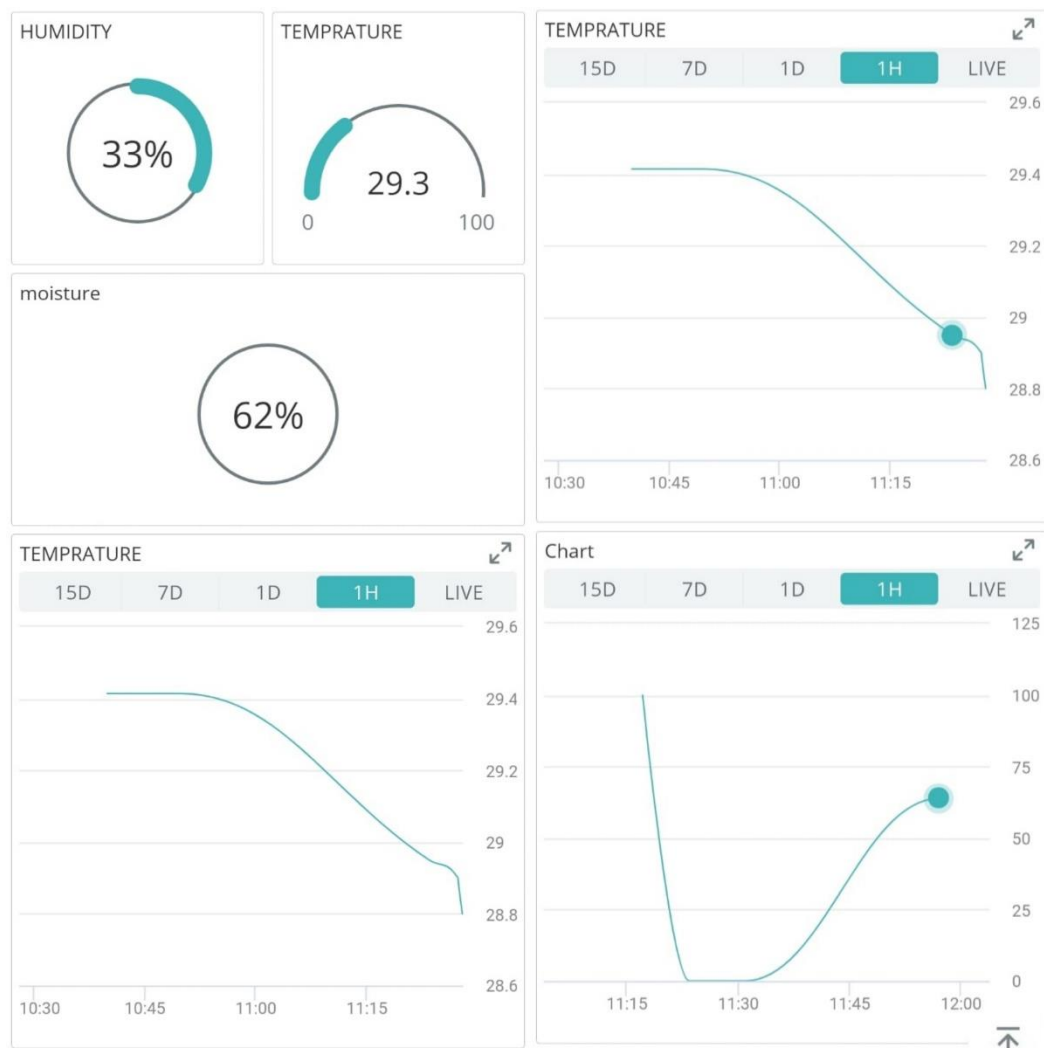 HUMIDITY
33%
TEMPRATURE
29.3
0 100
moisture
62%
TEMPRATURE
15D 7D 1D 1H LIVE
29.6
29.4
29.2
29
28.8
28.6
10:30 10:45 11:00 11:15
TEMPRATURE
15D 7D 1D 1H LIVE
29.6
29.4
29.2
29
28.8
28.6
10:30 10:45 11:00 11:15
Chart
15D 7D 1D 1H LIVE
125
100
75
50
25
0
11:15 11:30 11:45 12:00